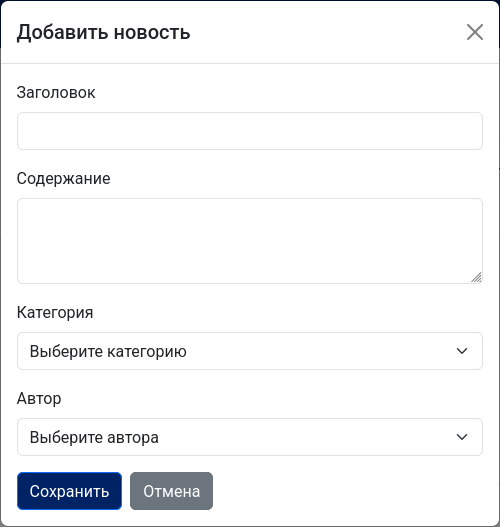 Добавить новость
Заголовок
Содержание
Категория
Выберите категорию
Автор
Выберите автора
Сохранить
Отмена